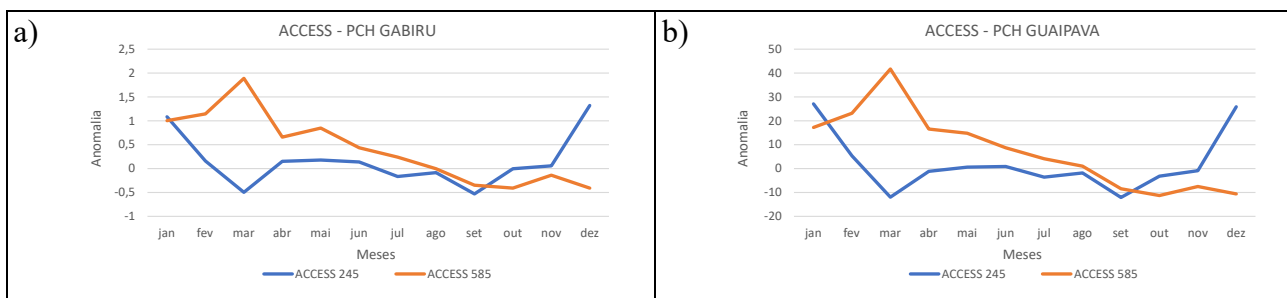 a)
ACCESS - PCH GABIRU
2,5
2
1,5
1
0,5
0
-0,5
-1
Anomalia
jan fev mar abr mai jun jul ago set out nov dez
Meses
ACCESS 245 ACCESS 585
b)
ACCESS - PCH GUAIPAVA
50
40
30
20
10
0
-10
-20
Anomalia
jan fev mar abr mai jun jul ago set out nov dez
Meses
ACCESS 245 ACCESS 585